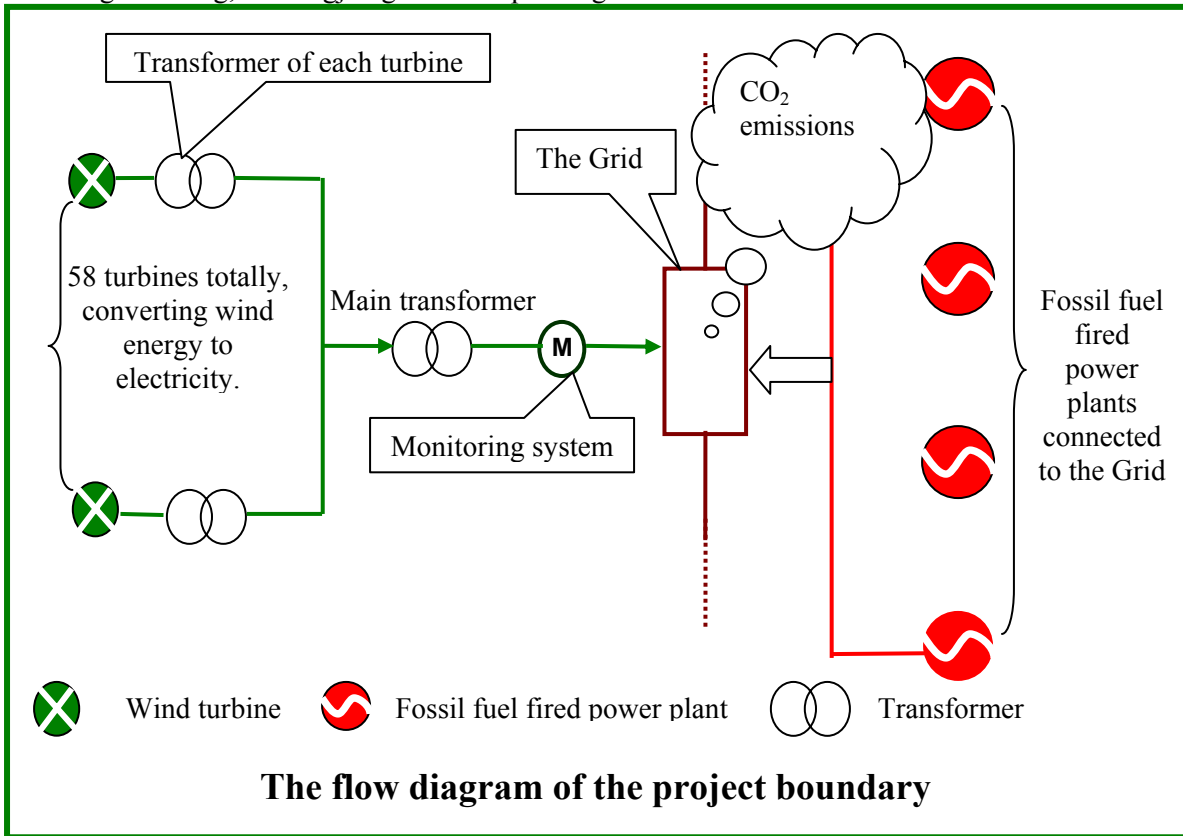 Transformer of each turbine
CO2
emissions
The Grid
58 turbines totally,
converting wind
energy to
electricity.
Main transformer
M
Monitoring system
Fossil fuel
fired
power
plants
connected
to the Grid
Wind turbine
Fossil fuel fired power plant
Transformer
The flow diagram of the project boundary